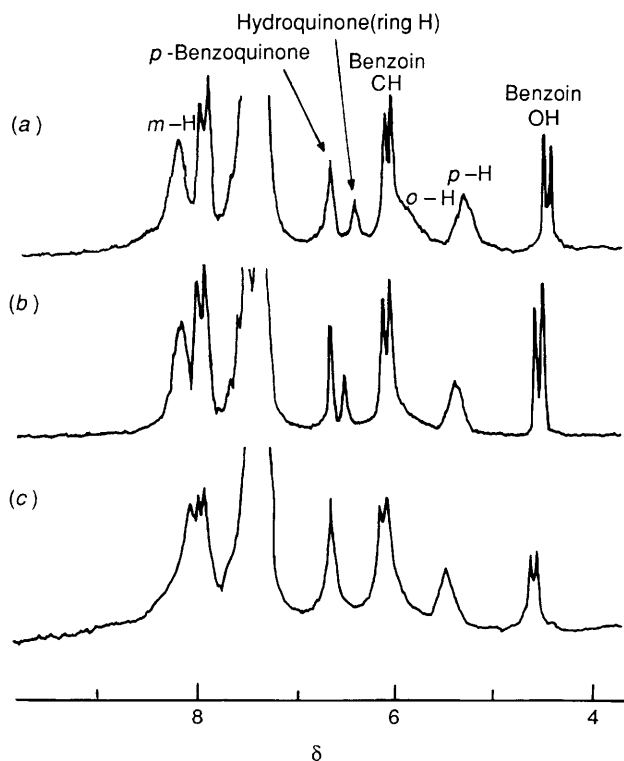 Hydroquinone(ring H)
p-Benzoquinone
Benzoin
CH
Benzoin
OH
(a)
m-H
o-H
p-H
(b)
(c)
8
6
4
δ